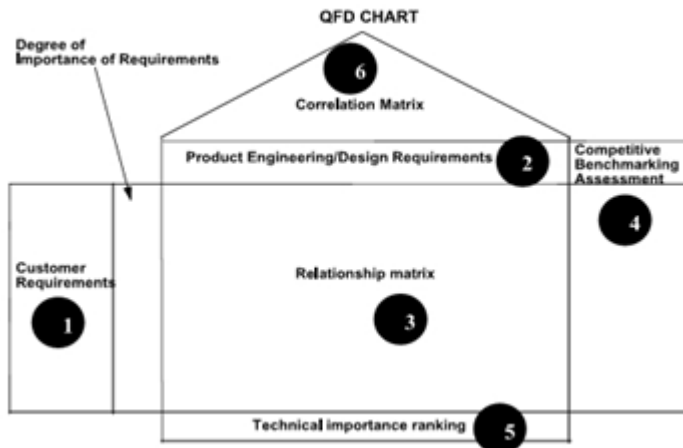 QFD CHART
Degree of
Importance of Requirements
6
Correlation Matrix
Product Engineering/Design Requirements
2
Competitive
Benchmarking
Assessment
4
Customer
Requirements
1
Relationship matrix
3
Technical importance ranking
5